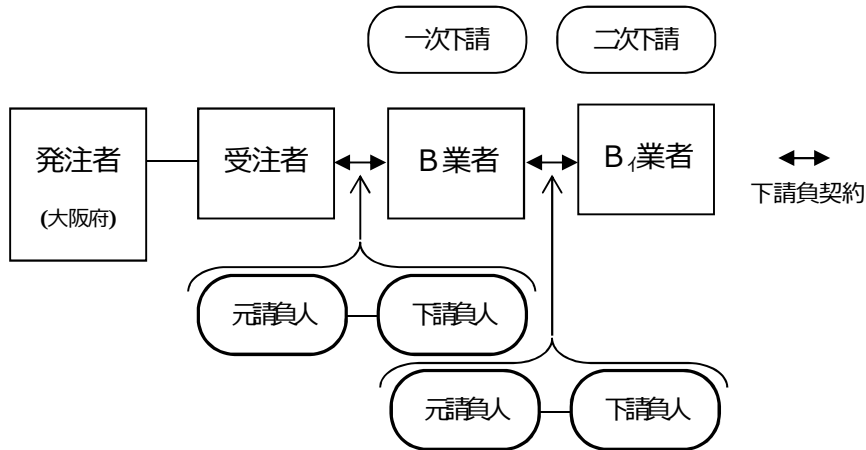 一次下請
二次下請
発注者
(大阪府)
受注者
B業者
Bィ業者
下請負契約
元請負人
下請負人
元請負人
下請負人